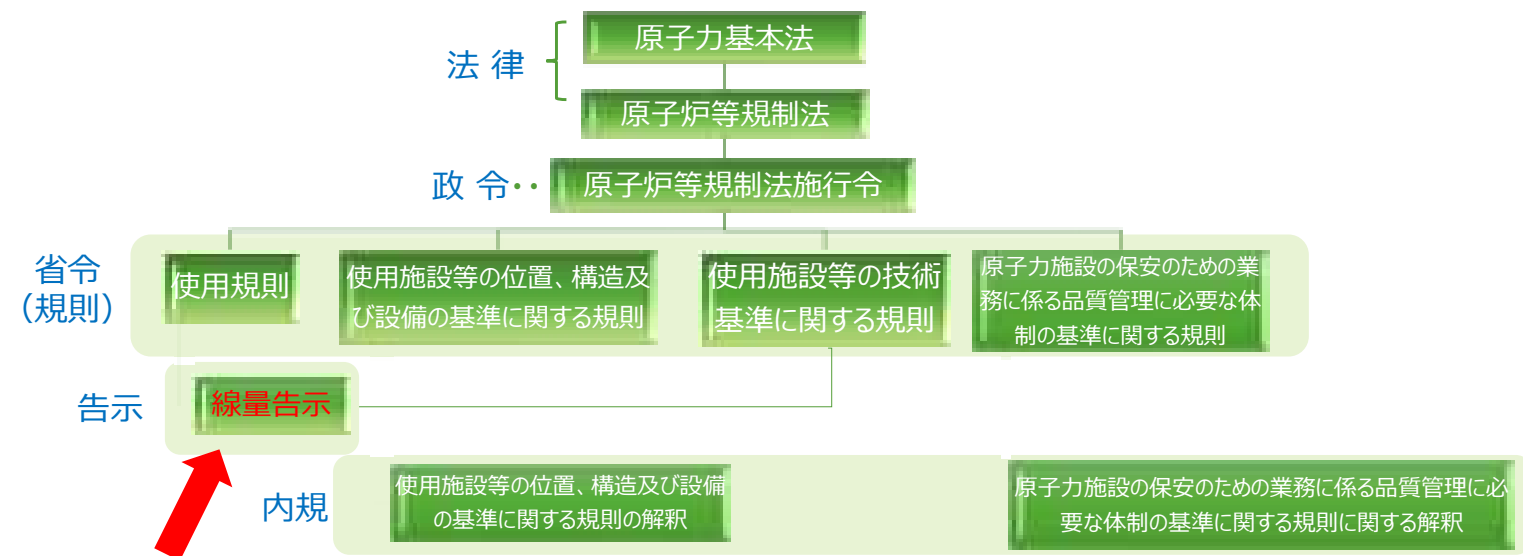 原子力基本法
法 律
原子炉等規制法
政 令‥
原子炉等規制法施行令
省令
（規則）
使用規則
使用施設等の位置、構造及
び設備の基準に関する規則
使用施設等の技術
基準に関する規則
原子力施設の保安のための業
務に係る品質管理に必要な体
制の基準に関する規則
告示
線量告示
内規
使用施設等の位置、構造及び設備
の基準に関する規則の解釈
原子力施設の保安のための業務に係る品質管理に必
要な体制の基準に関する規則に関する解釈